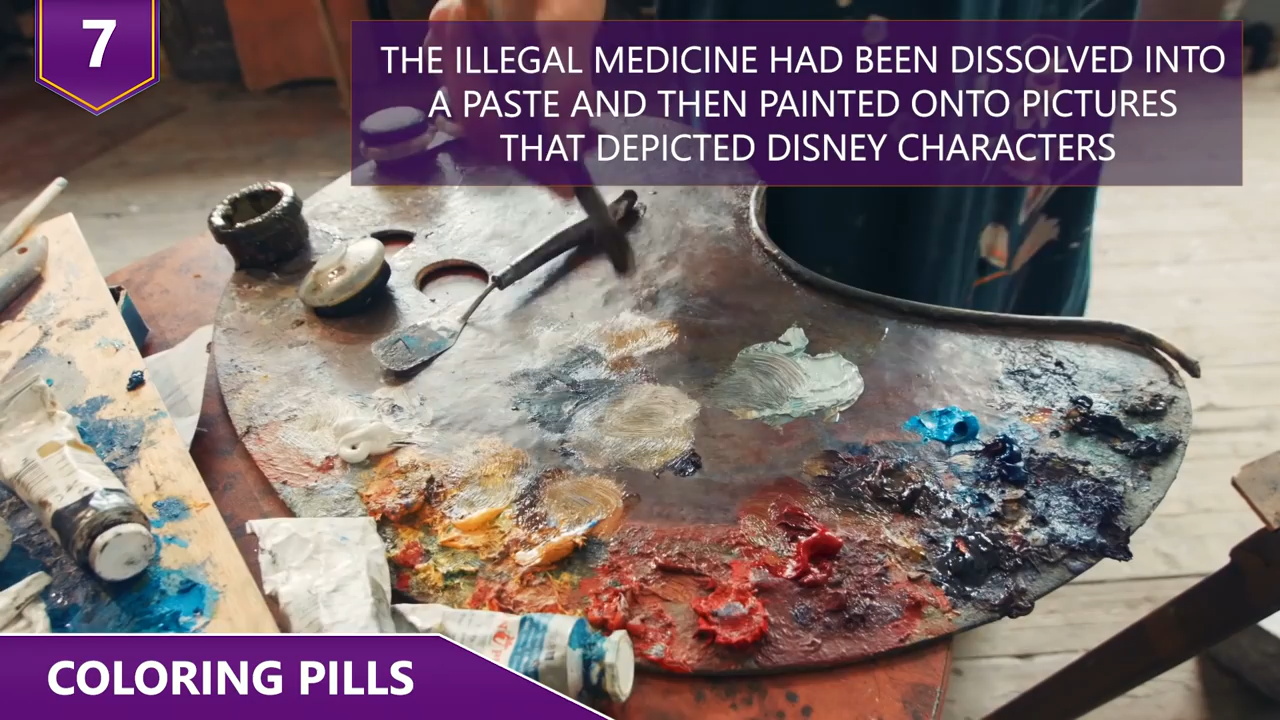 7
THE ILLEGAL MEDICINE HAD BEEN DISSOLVED INTO
A PASTE AND THEN PAINTED ONTO PICTURES
THAT DEPICTED DISNEY CHARACTERS
COLORING PILLS